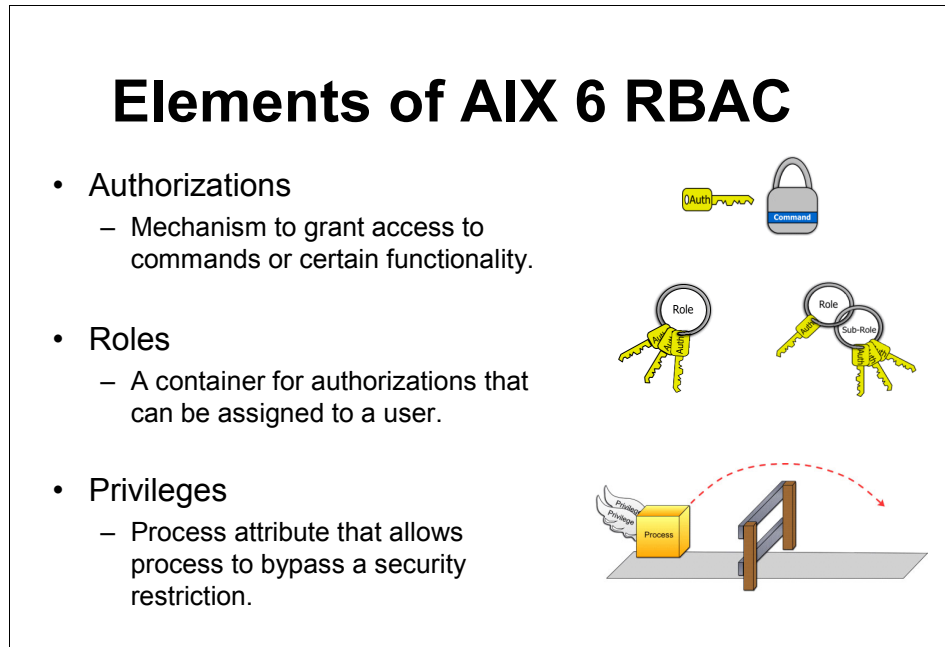 Elements of AIX 6 RBAC
• Authorizations
– Mechanism to grant access to
commands or certain functionality.
0Auth
Command
• Roles
– A container for authorizations that
can be assigned to a user.
Role
Auth
Role
Sub-Role
Auth
• Privileges
– Process attribute that allows
process to bypass a security
restriction.
Privilege
Privilege
Process